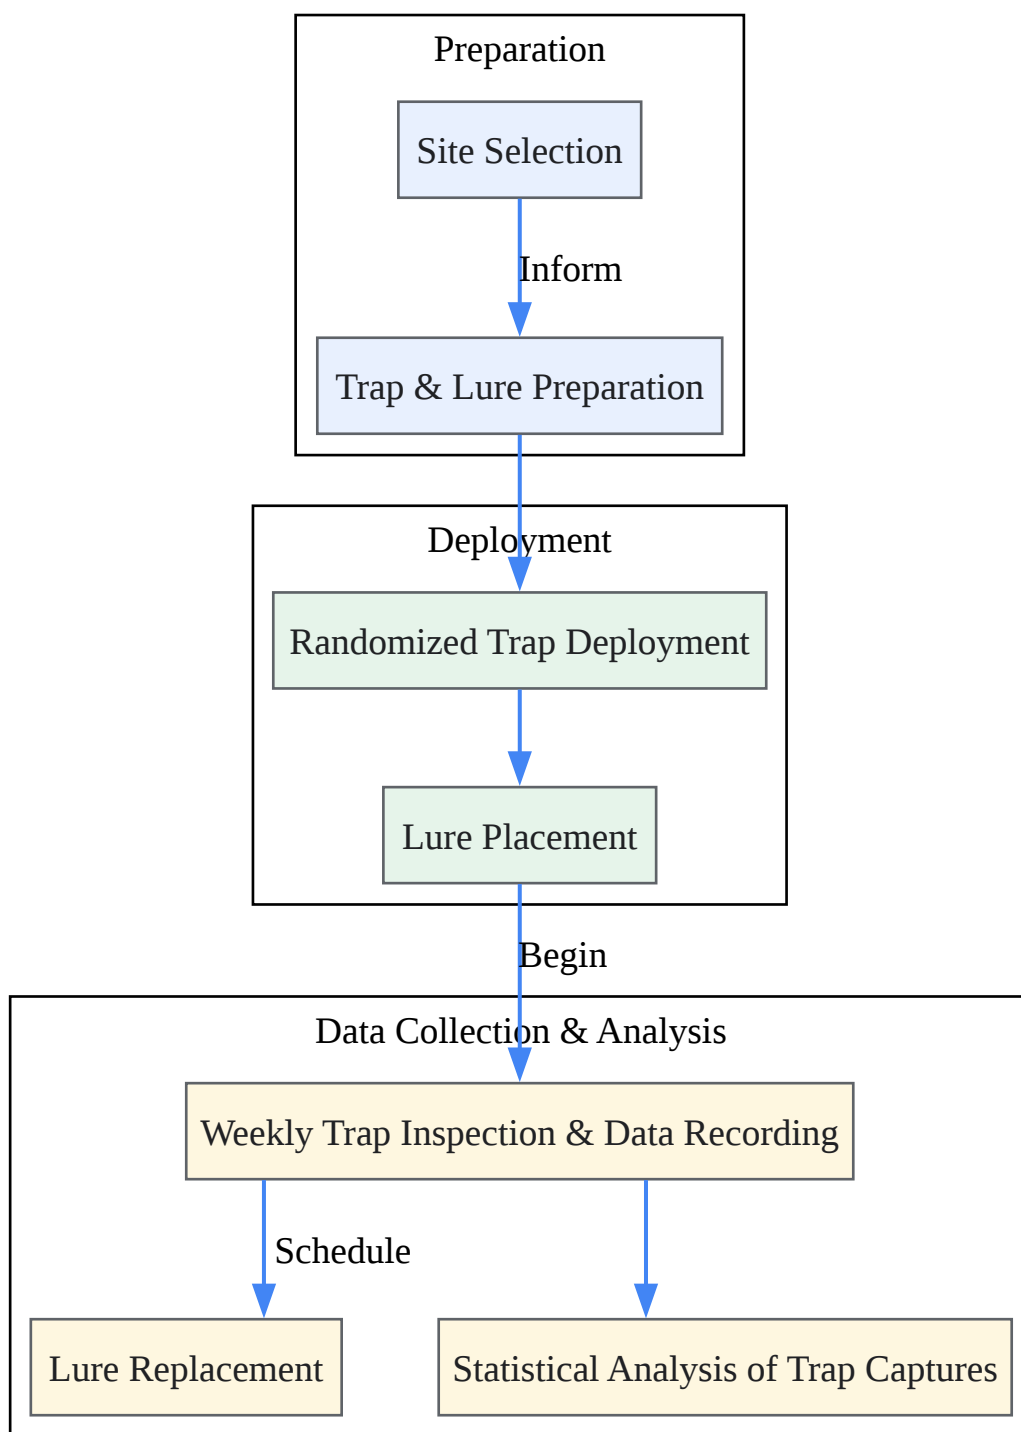 Preparation
Site Selection
Inform
Trap & Lure Preparation
Deployment
Randomized Trap Deployment
Lure Placement
Begin
Data Collection & Analysis
Weekly Trap Inspection & Data Recording
Schedule
Lure Replacement
Statistical Analysis of Trap Captures